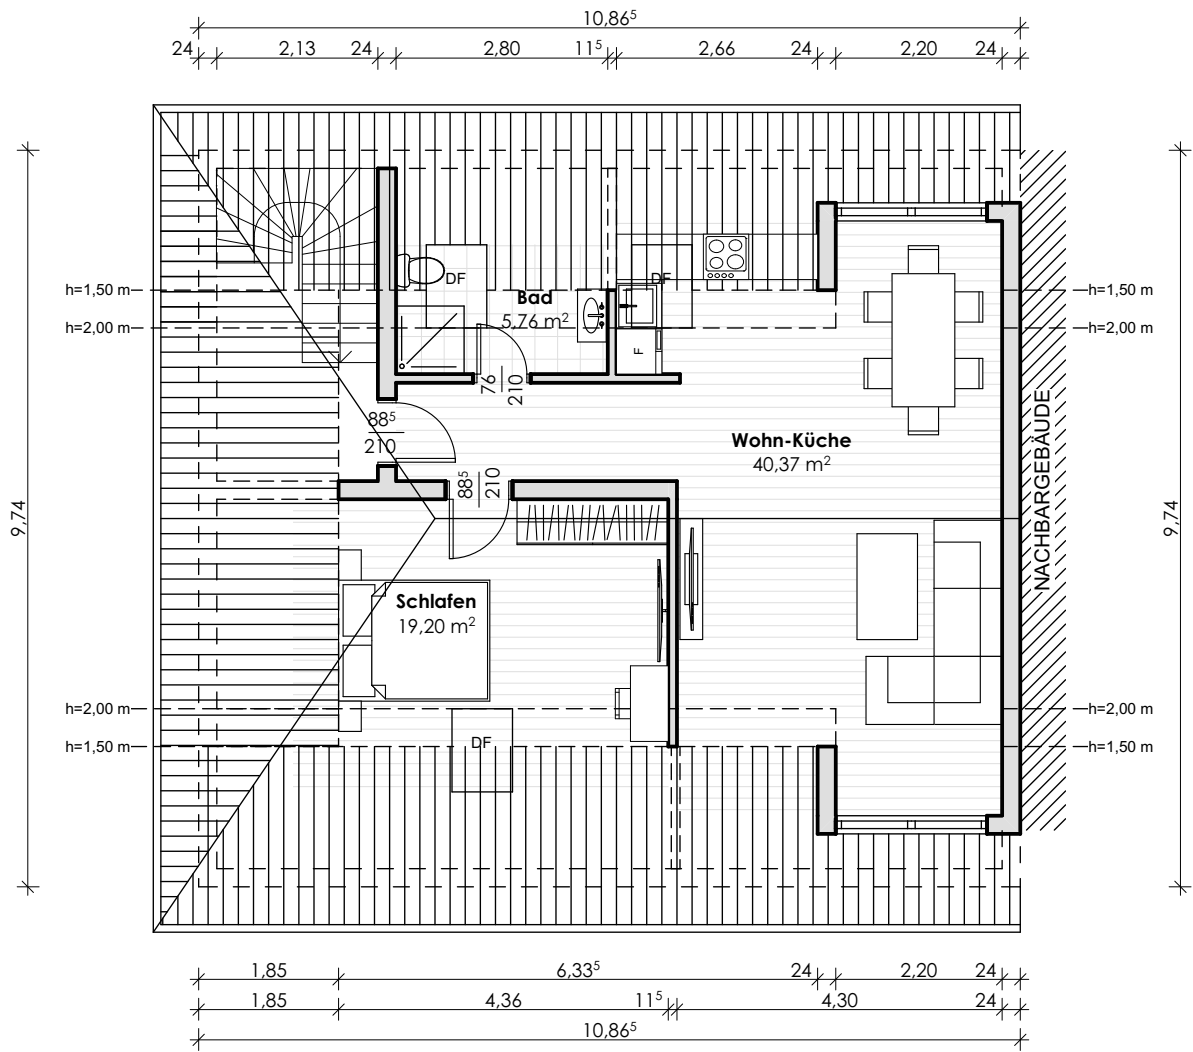 10,86⁵
24 2,13 24 2,80 11⁵ 2,66 24 2,20 24
DF DF
h=1,50 m h=1,50 m
Bad
5,76 m²
h=2,00 m h=2,00 m
F
76
210
88⁵
210
Wohn-Küche
40,37 m²
88⁵
210
NACHBARGEBÄUDE
9,74 9,74
Schlafen
19,20 m²
h=2,00 m h=2,00 m
DF
h=1,50 m h=1,50 m
1,85 6,33⁵ 24 2,20 24
1,85 4,36 11⁵ 4,30 24
10,86⁵